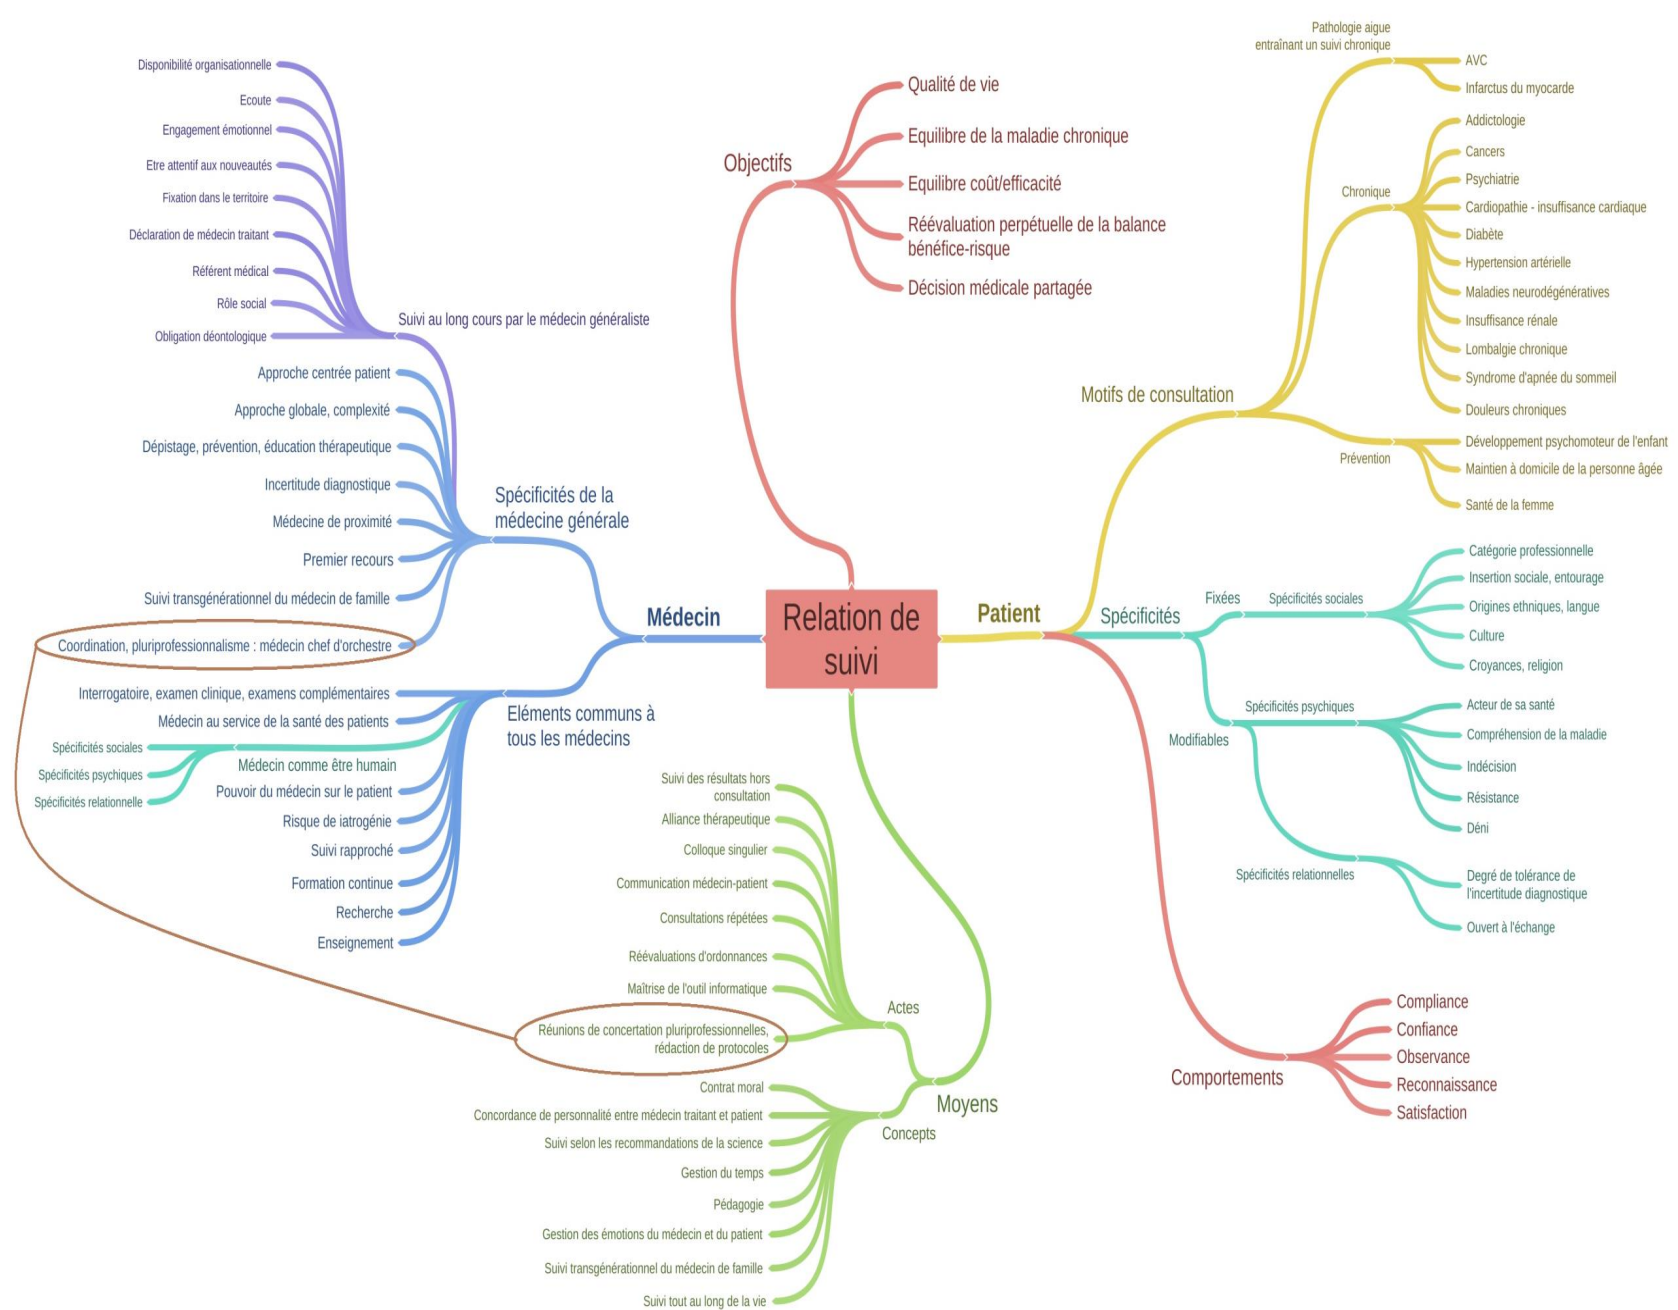 Relation de
suivi
Objectifs
Qualité de vie
Equilibre de la maladie chronique
Equilibre coût/efficacité
Réévaluation perpétuelle de la balance
bénéfice-risque
Décision médicale partagée
Patient
Motifs de consultation
Pathologie aigue
entraînant un suivi chronique
AVC
Infarctus du myocarde
Chronique
Addictologie
Cancers
Psychiatrie
Cardiopathie - insuffisance cardiaque
Diabète
Hypertension artérielle
Maladies neurodégénératives
Insuffisance rénale
Lombalgie chronique
Syndrome d'apnée du sommeil
Douleurs chroniques
Prévention
Développement psychomoteur de l'enfant
Maintien à domicile de la personne âgée
Santé de la femme
Spécificités
Fixées
Spécificités sociales
Catégorie professionnelle
Insertion sociale, entourage
Origines ethniques, langue
Culture
Croyances, religion
Modifiables
Spécificités psychiques
Acteur de sa santé
Compréhension de la maladie
Indécision
Résistance
Déni
Spécificités relationnelles
Degré de tolérance de
l'incertitude diagnostique
Ouvert à l'échange
Comportements
Compliance
Confiance
Observance
Reconnaissance
Satisfaction
Moyens
Actes
Suivi des résultats hors
consultation
Alliance thérapeutique
Colloque singulier
Communication médecin-patient
Consultations répétées
Réévaluations d'ordonnances
Maîtrise de l'outil informatique
Réunions de concertation pluriprofessionnelles,
rédaction de protocoles
Concepts
Contrat moral
Concordance de personnalité entre médecin traitant et patient
Suivi selon les recommandations de la science
Gestion du temps
Pédagogie
Gestion des émotions du médecin et du patient
Suivi transgénérationnel du médecin de famille
Suivi tout au long de la vie
Médecin
Spécificités de la
médecine générale
Suivi au long cours par le médecin généraliste
Disponibilité organisationnelle
Ecoute
Engagement émotionnel
Etre attentif aux nouveautés
Fixation dans le territoire
Déclaration de médecin traitant
Référent médical
Rôle social
Obligation déontologique
Approche centrée patient
Approche globale, complexité
Dépistage, prévention, éducation thérapeutique
Incertitude diagnostique
Médecine de proximité
Premier recours
Suivi transgénérationnel du médecin de famille
Coordination, pluriprofessionnalisme : médecin chef d'orchestre
Eléments communs à
tous les médecins
Interrogatoire, examen clinique, examens complémentaires
Médecin au service de la santé des patients
Médecin comme être humain
Spécificités sociales
Spécificités psychiques
Spécificités relationnelle
Pouvoir du médecin sur le patient
Risque de iatrogénie
Suivi rapproché
Formation continue
Recherche
Enseignement